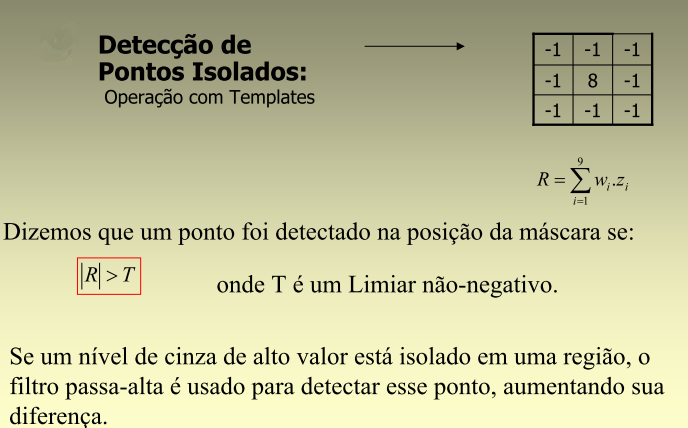 Detecção de
Pontos Isolados:
Operação com Templates
-1 -1 -1
-1 8 -1
-1 -1 -1
R = \sum_{i=1}^{9} w_i.z_i
Dizemos que um ponto foi detectado na posição da máscara se:
|R| > T onde T é um Limiar não-negativo.
Se um nível de cinza de alto valor está isolado em uma região, o
filtro passa-alta é usado para detectar esse ponto, aumentando sua
diferença.